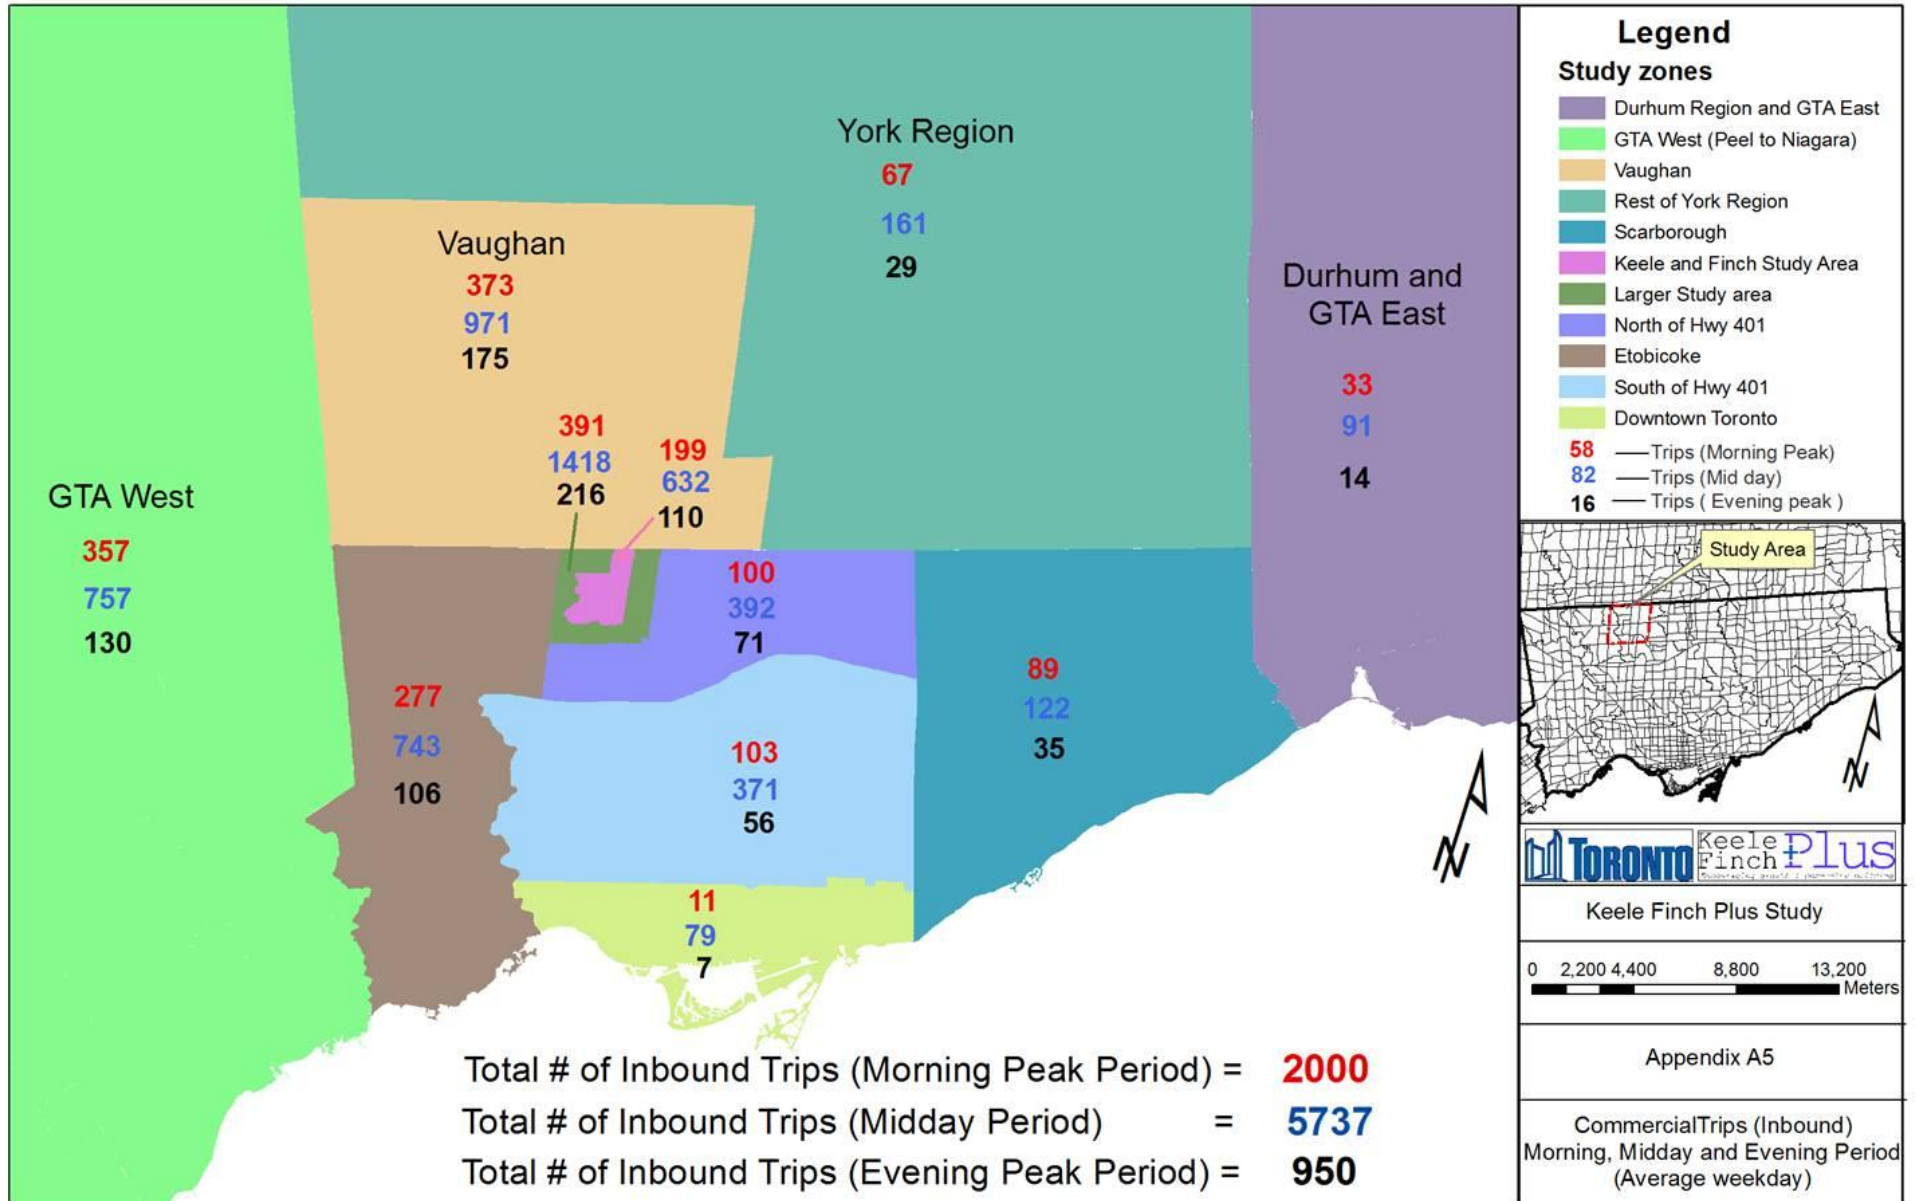 York Region
67
161
29
Vaughan
373
971
175
Durhum and
GTA East
33
91
14
391
1418
216
199
632
110
GTA West
357
757
130
100
392
71
277
743
106
89
122
35
103
371
56
11
79
7
N
Total # of Inbound Trips (Morning Peak Period) = 2000
Total # of Inbound Trips (Midday Period) = 5737
Total # of Inbound Trips (Evening Peak Period) = 950
Legend
Study zones
Durhum Region and GTA East
GTA West (Peel to Niagara)
Vaughan
Rest of York Region
Scarborough
Keele and Finch Study Area
Larger Study area
North of Hwy 401
Etobicoke
South of Hwy 401
Downtown Toronto
58 Trips (Morning Peak)
82 Trips (Mid day)
16 Trips ( Evening peak )
Study Area
N
TORONTO
Keele
Finch +Plus
Keele Finch Plus Study
0 2,200 4,400 8,800 13,200
Meters
Appendix A5
CommercialTrips (Inbound)
Morning, Midday and Evening Period
(Average weekday)